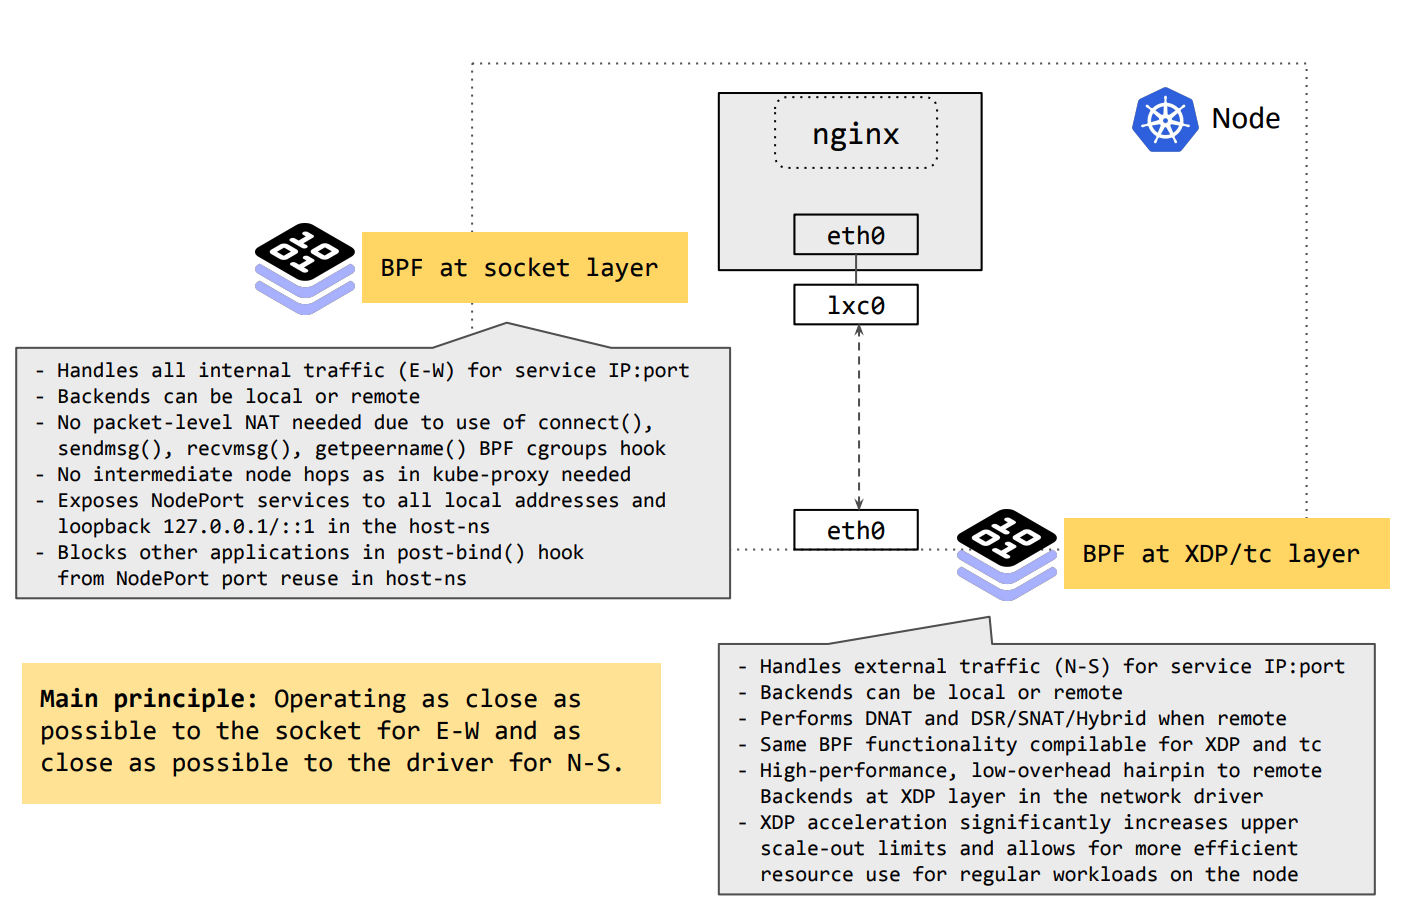 nginx
Node
eth0
BPF at socket layer
lxc0
- Handles all internal traffic (E-W) for service IP:port
- Backends can be local or remote
- No packet-level NAT needed due to use of connect(),
sendmsg(), recvmsg(), getpeername() BPF cgroups hook
- No intermediate node hops as in kube-proxy needed
- Exposes NodePort services to all local addresses and
loopback 127.0.0.1/::1 in the host-ns
- Blocks other applications in post-bind() hook
from NodePort port reuse in host-ns
eth0
BPF at XDP/tc layer
Main principle: Operating as close as
possible to the socket for E-W and as
close as possible to the driver for N-S.
- Handles external traffic (N-S) for service IP:port
- Backends can be local or remote
- Performs DNAT and DSR/SNAT/Hybrid when remote
- Same BPF functionality compilable for XDP and tc
- High-performance, low-overhead hairpin to remote
Backends at XDP layer in the network driver
- XDP acceleration significantly increases upper
scale-out limits and allows for more efficient
resource use for regular workloads on the node